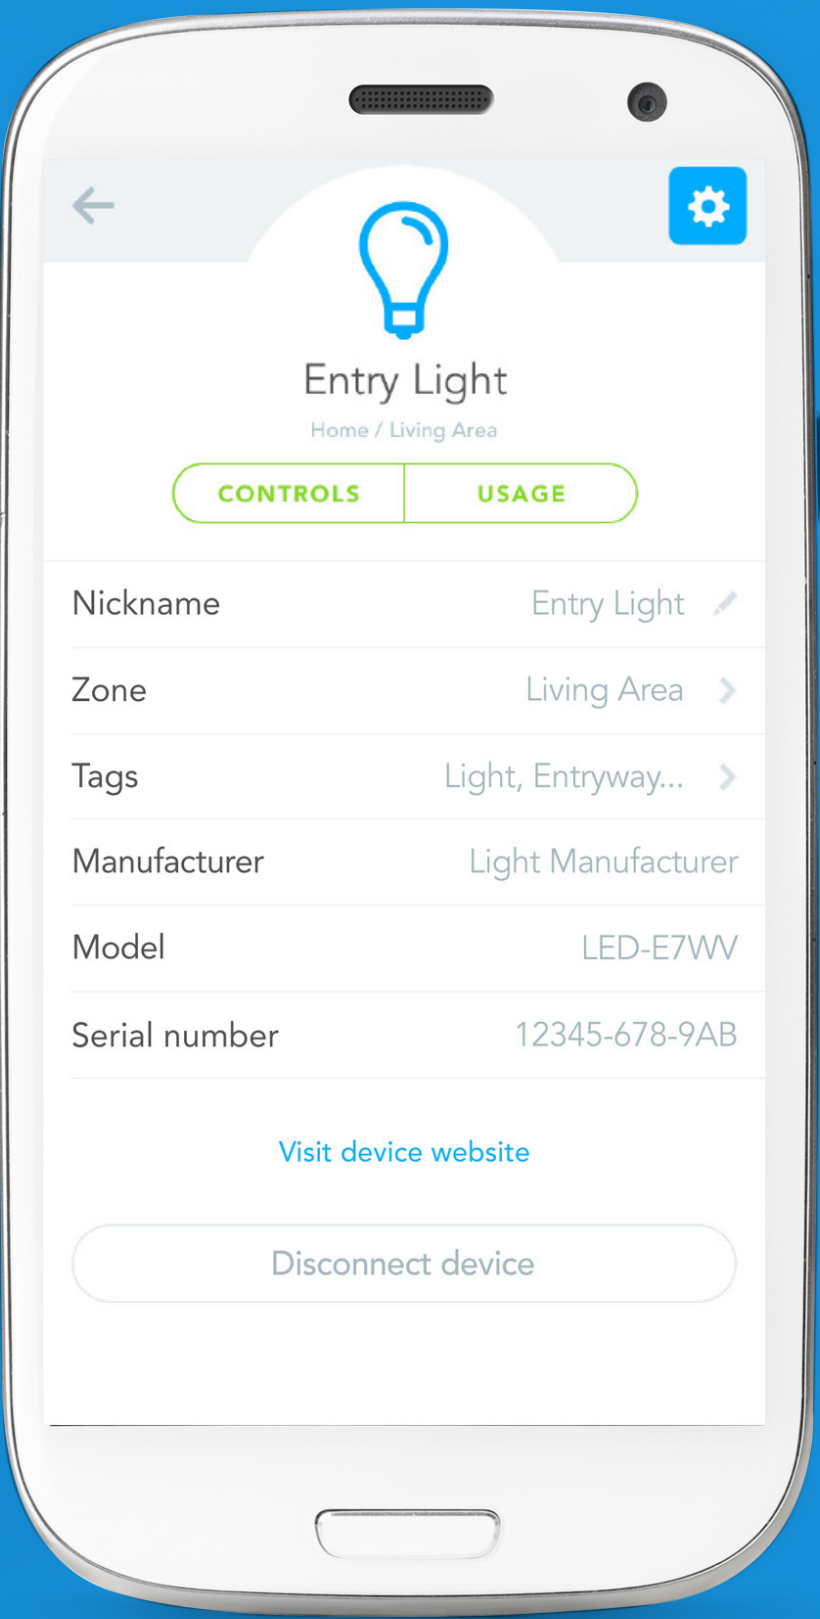 Entry Light
Home / Living Area
CONTROLS USAGE
Nickname Entry Light
Zone Living Area
Tags Light, Entryway...
Manufacturer Light Manufacturer
Model LED-E7WV
Serial number 12345-678-9AB
Visit device website
Disconnect device